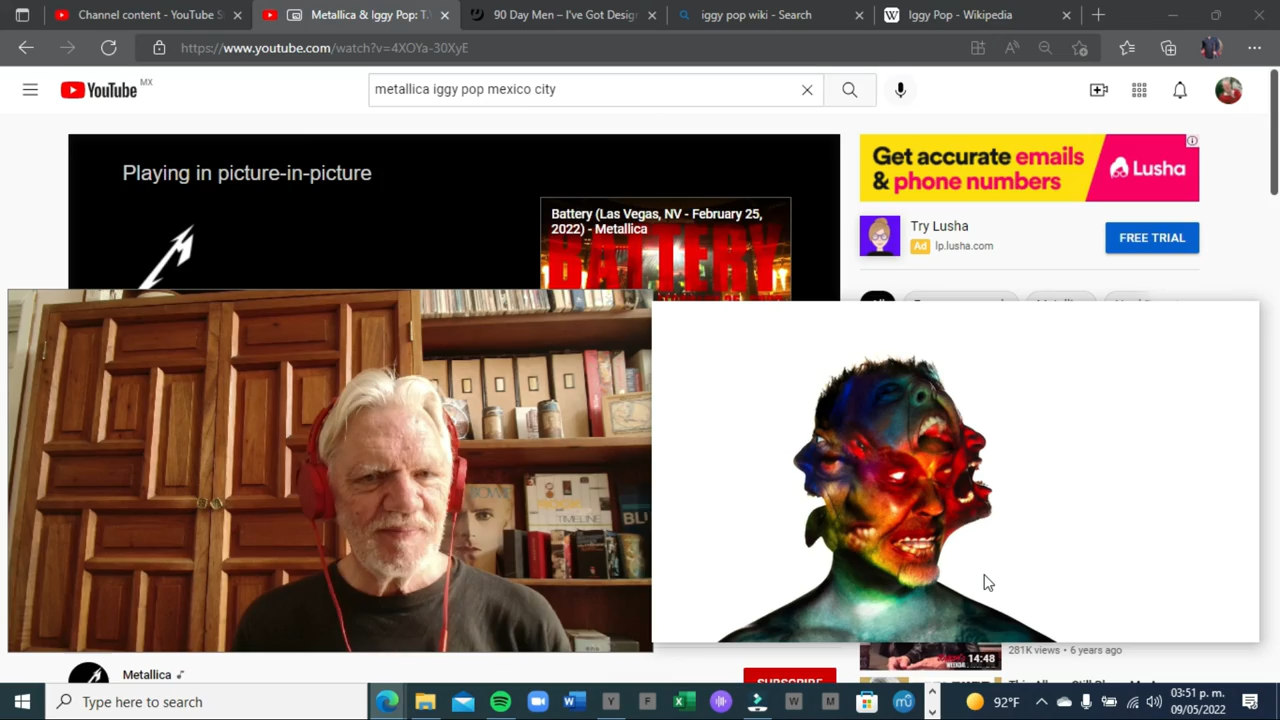 Channel content - YouTube S
Metallica & Iggy Pop: T.V
90 Day Men – I've Got Design
iggy pop wiki - Search
Iggy Pop - Wikipedia
https://www.youtube.com/watch?v=4XOYa-30XyE
YouTube MX
metallica iggy pop mexico city
Playing in picture-in-picture
Battery (Las Vegas, NV - February 25,
2022) - Metallica
BATTERY
Get accurate emails
& phone numbers
Lusha
Try Lusha
Ad lp.lusha.com
FREE TRIAL
BOWIE
TIMELINE
BLU
281K views • 6 years ago
14:48
Metallica
SUBSCRIBE
Type here to search
92°F
03:51 p. m.
09/05/2022